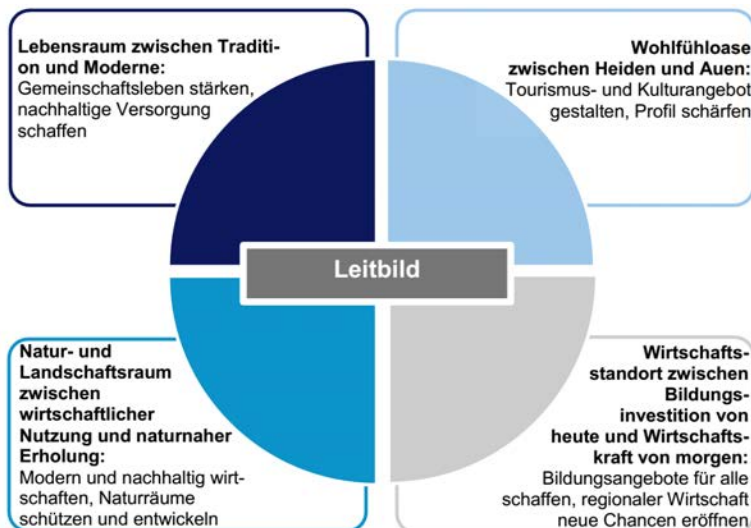 Lebensraum zwischen Traditi-
on und Moderne:
Gemeinschaftsleben stärken,
nachhaltige Versorgung
schaffen
Wohlfühloase
zwischen Heiden und Auen:
Tourismus- und Kulturangebot
gestalten, Profil schärfen
Leitbild
Natur- und
Landschaftsraum
zwischen
wirtschaftlicher
Nutzung und naturnaher
Erholung:
Modern und nachhaltig wirt-
schaften, Naturräume
schützen und entwickeln
Wirtschafts-
standort zwischen
Bildungs-
investition von
heute und Wirtschafts-
kraft von morgen:
Bildungsangebote für alle
schaffen, regionaler Wirtschaft
neue Chancen eröffnen